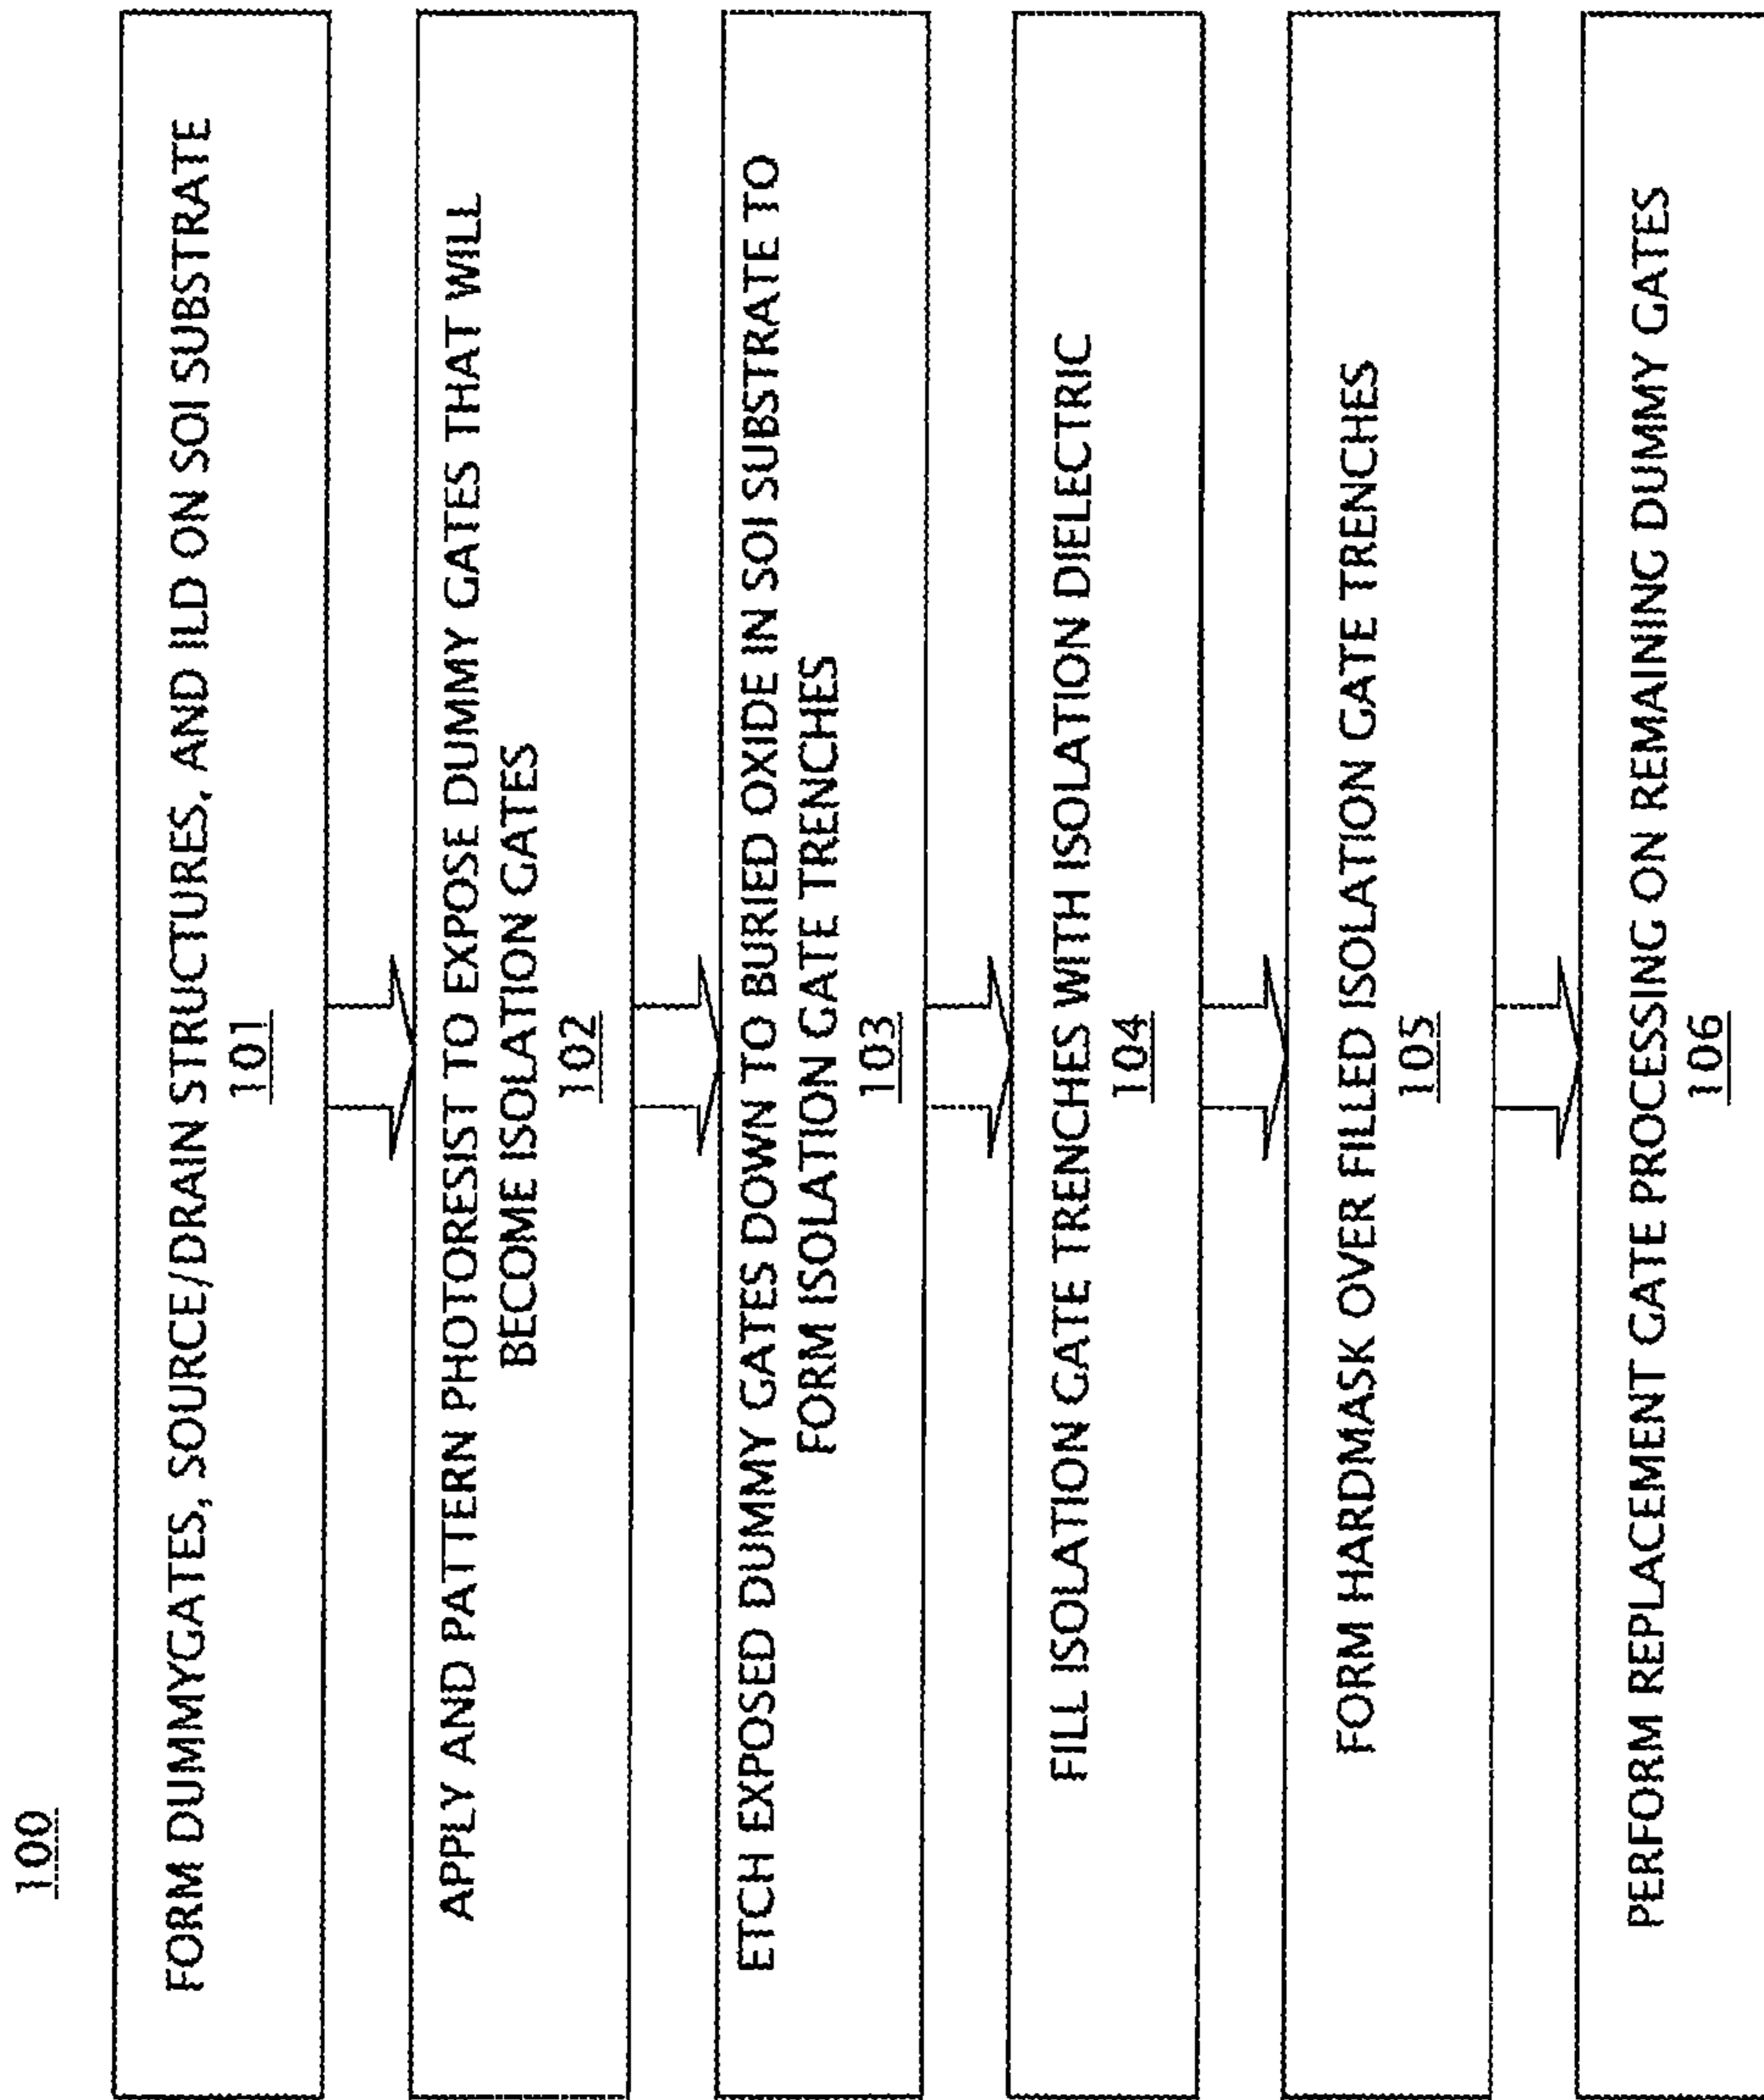 100
FORM DUMMYGATES, SOURCE/DRAIN STRUCTURES, AND ILD ON SOI SUBSTRATE
101
APPLY AND PATTERN PHOTORESIST TO EXPOSE DUMMY GATES THAT WILL
BECOME ISOLATION GATES
102
ETCH EXPOSED DUMMY GATES DOWN TO BURIED OXIDE IN SOI SUBSTRATE TO
FORM ISOLATION GATE TRENCHES
103
FILL ISOLATION GATE TRENCHES WITH ISOLATION DIELECTRIC
104
FORM HARDMASK OVER FILLED ISOLATION GATE TRENCHES
105
PERFORM REPLACEMENT GATE PROCESSING ON REMAINING DUMMY GATES
106